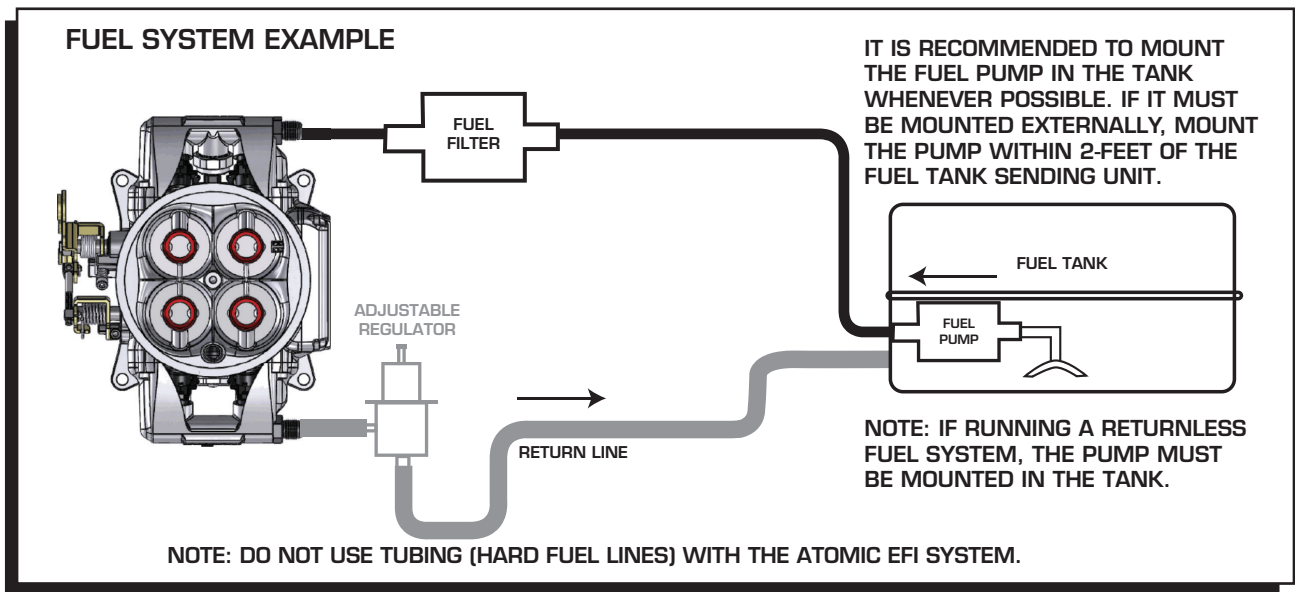 FUEL SYSTEM EXAMPLE
IT IS RECOMMENDED TO MOUNT
THE FUEL PUMP IN THE TANK
WHENEVER POSSIBLE. IF IT MUST
BE MOUNTED EXTERNALLY, MOUNT
THE PUMP WITHIN 2-FEET OF THE
FUEL TANK SENDING UNIT.
FUEL
FILTER
FUEL TANK
FUEL
PUMP
ADJUSTABLE
REGULATOR
RETURN LINE
NOTE: IF RUNNING A RETURNLESS
FUEL SYSTEM, THE PUMP MUST
BE MOUNTED IN THE TANK.
NOTE: DO NOT USE TUBING (HARD FUEL LINES) WITH THE ATOMIC EFI SYSTEM.